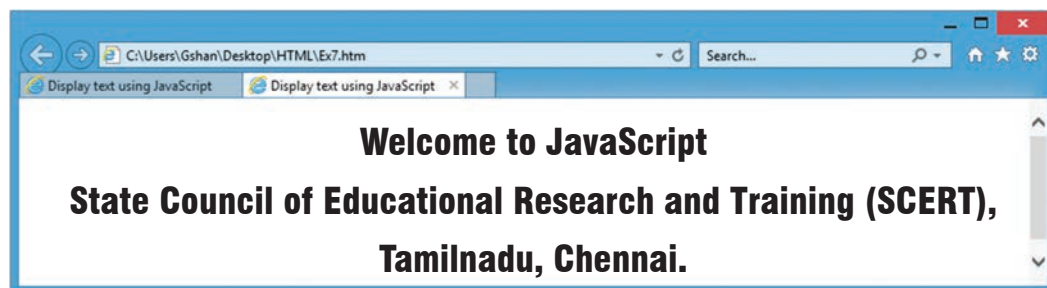 C:\Users\Gshan\Desktop\HTML\Ex7.htm
Search...
Display text using JavaScript
Display text using JavaScript
Welcome to JavaScript
State Council of Educational Research and Training (SCERT),
Tamilnadu, Chennai.